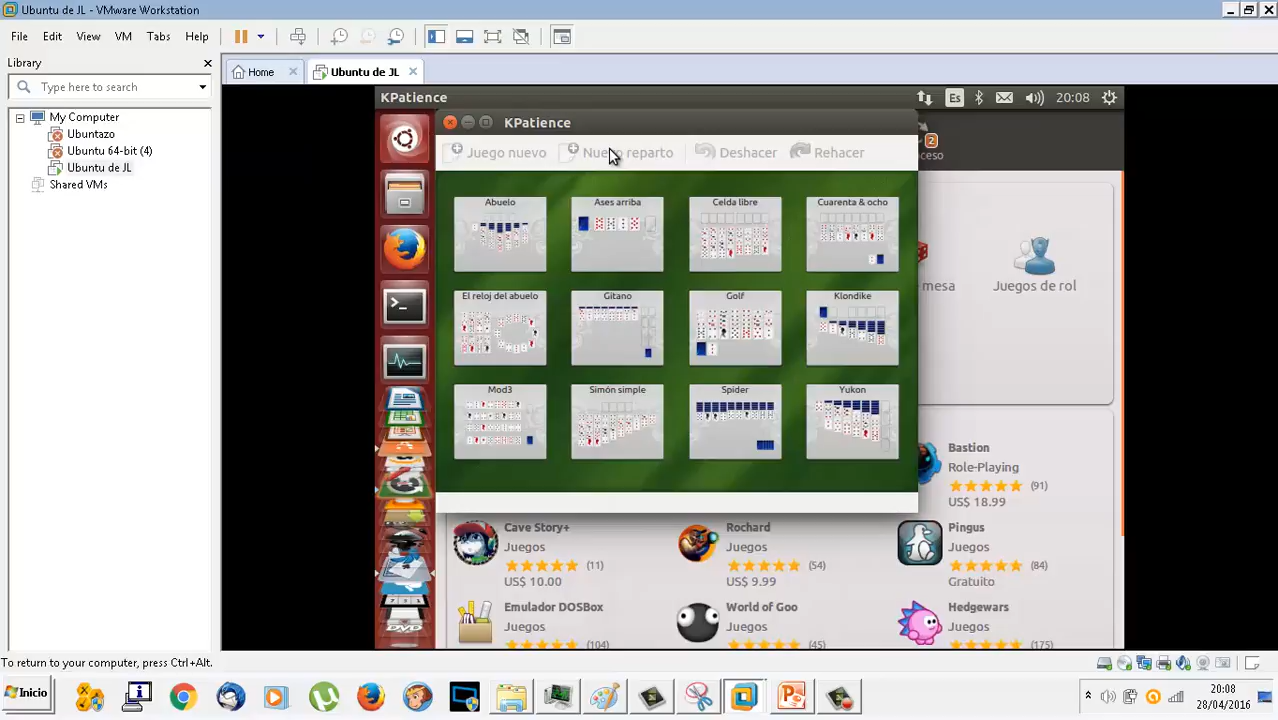 Ubuntu de JL - VMware Workstation
File Edit View VM Tabs Help
Library
Type here to search
My Computer
Ubuntazo
Ubuntu 64-bit (4)
Ubuntu de JL
Shared VMs
Home
Ubuntu de JL
KPatience
Es
20:08
KPatience
Juego nuevo
Nuevo reparto
Deshacer
Rehacer
2
ceso
Abuelo
Ases arriba
Celda libre
Cuarenta & ocho
El reloj del abuelo
Gitano
Golf
Klondike
Mod3
Simón simple
Spider
Yukon
mesa
Juegos de rol
Bastion
Role-Playing
(91)
US$ 18.99
Cave Story+
Juegos
(11)
US$ 10.00
Rochard
Juegos
(54)
US$ 9.99
Pingus
Juegos
(84)
Gratuito
Emulador DOSBox
Juegos
(104)
World of Goo
Juegos
(45)
Hedgewars
Juegos
(175)
To return to your computer, press Ctrl+Alt.
Inicio
20:08
28/04/2016